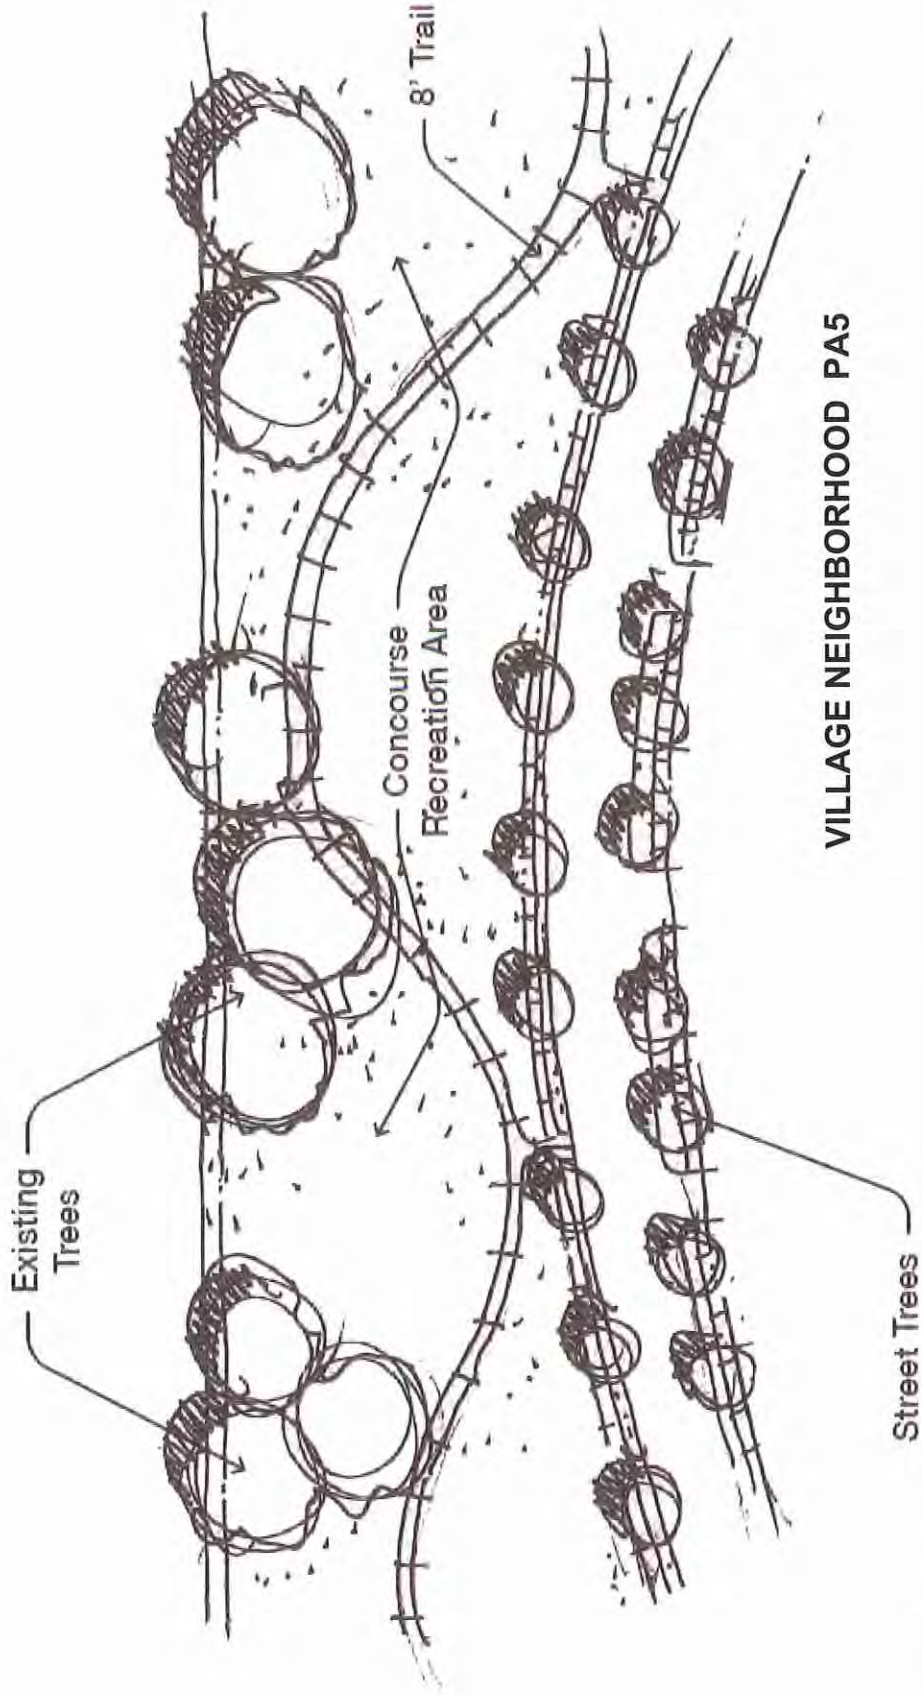 Existing
Trees
8' Trail
Concourse
Recreation Area
VILLAGE NEIGHBORHOOD PA5
Street Trees